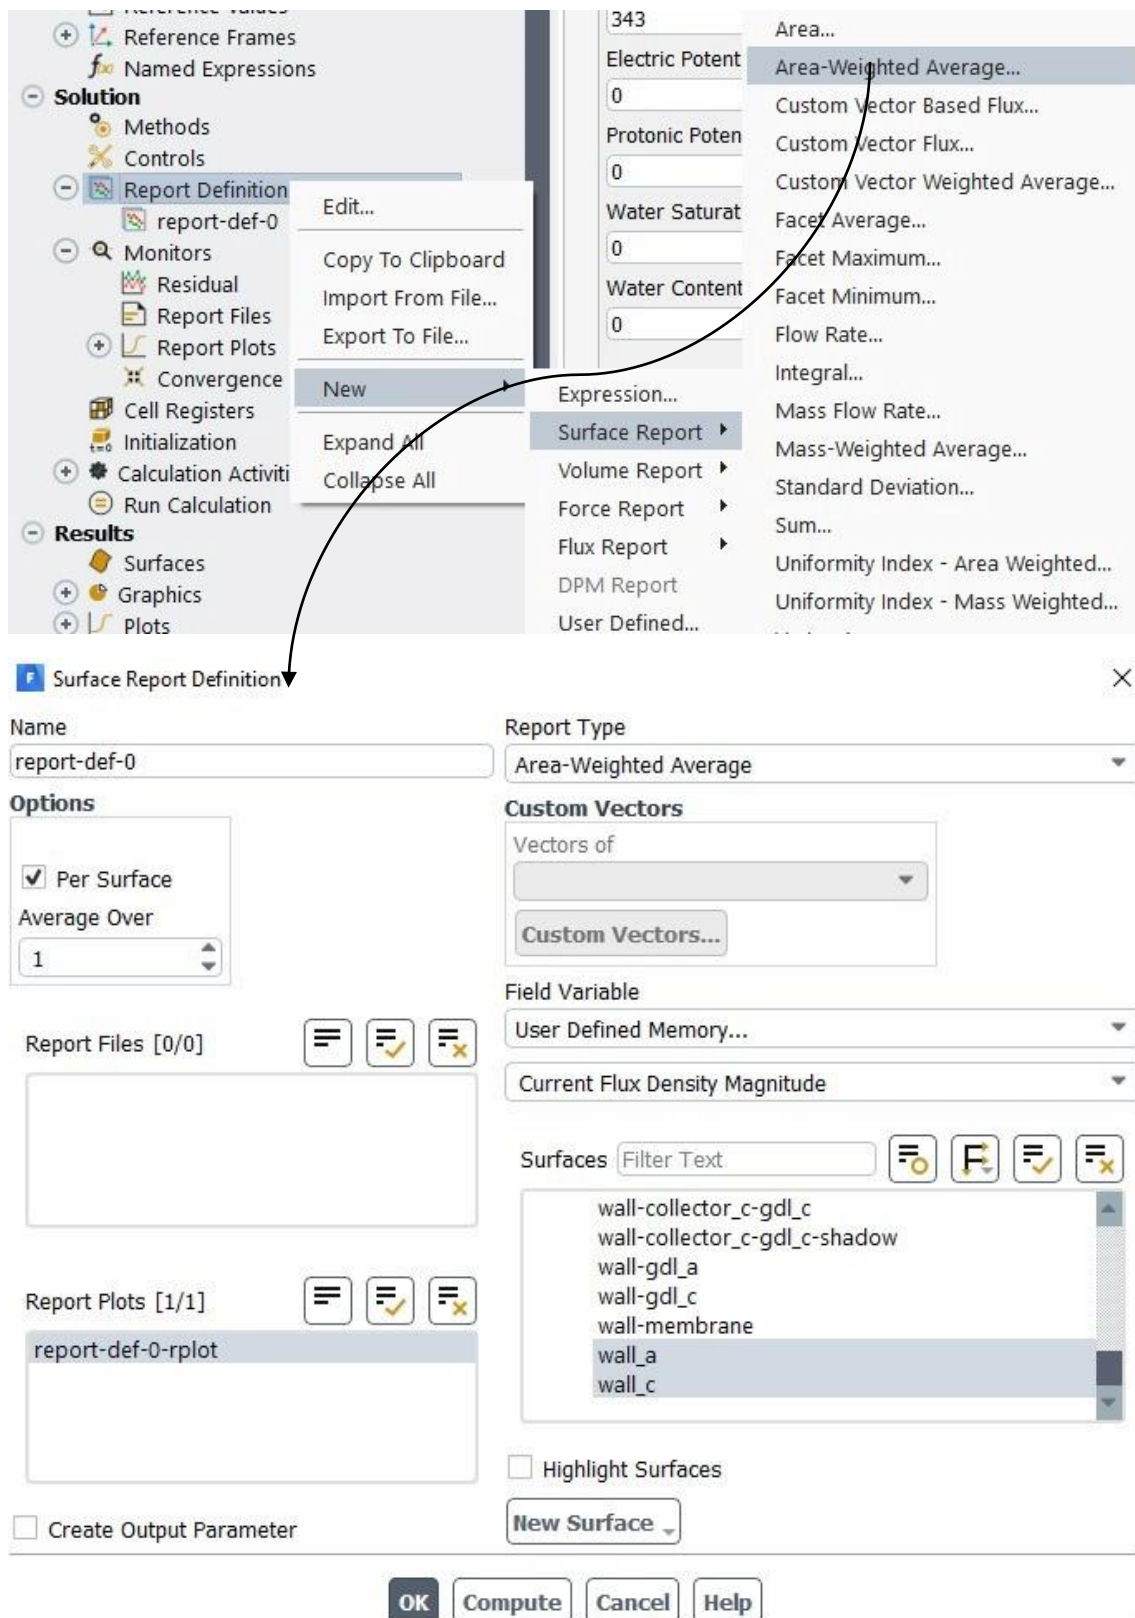 Reference Values
Reference Frames
Named Expressions
Solution
Methods
Controls
Report Definition
report-def-0
Monitors
Residual
Report Files
Report Plots
Convergence
Cell Registers
t=0 Initialization
Calculation Activiti
Run Calculation
Results
Surfaces
Graphics
Plots
Edit...
Copy To Clipboard
Import From File...
Export To File...
New
Expand All
Collapse All
343
Electric Potent
0
Protonic Poten
0
Water Saturat
0
Water Content
0
Expression...
Surface Report
Volume Report
Force Report
Flux Report
DPM Report
User Defined...
Area...
Area-Weighted Average...
Custom Vector Based Flux...
Custom Vector Flux...
Custom Vector Weighted Average...
Facet Average...
Facet Maximum...
Facet Minimum...
Flow Rate...
Integral...
Mass Flow Rate...
Mass-Weighted Average...
Standard Deviation...
Sum...
Uniformity Index - Area Weighted...
Uniformity Index - Mass Weighted...
F Surface Report Definition
Name
report-def-0
Options
Per Surface
Average Over
1
Report Files [0/0]
Report Plots [1/1]
report-def-0-rplot
Create Output Parameter
Report Type
Area-Weighted Average
Custom Vectors
Vectors of
Custom Vectors...
Field Variable
User Defined Memory...
Current Flux Density Magnitude
Surfaces Filter Text
wall-collector_c-gdl_c
wall-collector_c-gdl_c-shadow
wall-gdl_a
wall-gdl_c
wall-membrane
wall_a
wall_c
Highlight Surfaces
New Surface
OK Compute Cancel Help